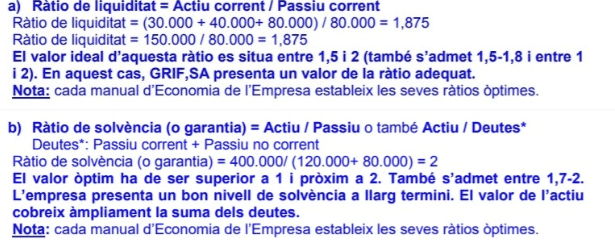 a) Ràtio de liquiditat = Actiu corrent / Passiu corrent
Ràtio de liquiditat = (30.000 + 40.000+ 80.000) / 80.000 = 1,875
Ràtio de liquiditat = 150.000 / 80.000 = 1,875
El valor ideal d'aquesta ràtio es situa entre 1,5 i 2 (també s'admet 1,5-1,8 i entre 1
i 2). En aquest cas, GRIF,SA presenta un valor de la ràtio adequat.
Nota: cada manual d'Economia de l'Empresa estableix les seves ràtios òptimes.
b) Ràtio de solvència (o garantia) = Actiu / Passiu o també Actiu / Deutes*
Deutes*: Passiu corrent + Passiu no corrent
Ràtio de solvència (o garantia) = 400.000/ (120.000+ 80.000) = 2
El valor òptim ha de ser superior a 1 i pròxim a 2. També s'admet entre 1,7-2.
L'empresa presenta un bon nivell de solvència a llarg termini. El valor de l'actiu
cobreix àmpliament la suma dels deutes.
Nota: cada manual d'Economia de l'Empresa estableix les seves ràtios òptimes.